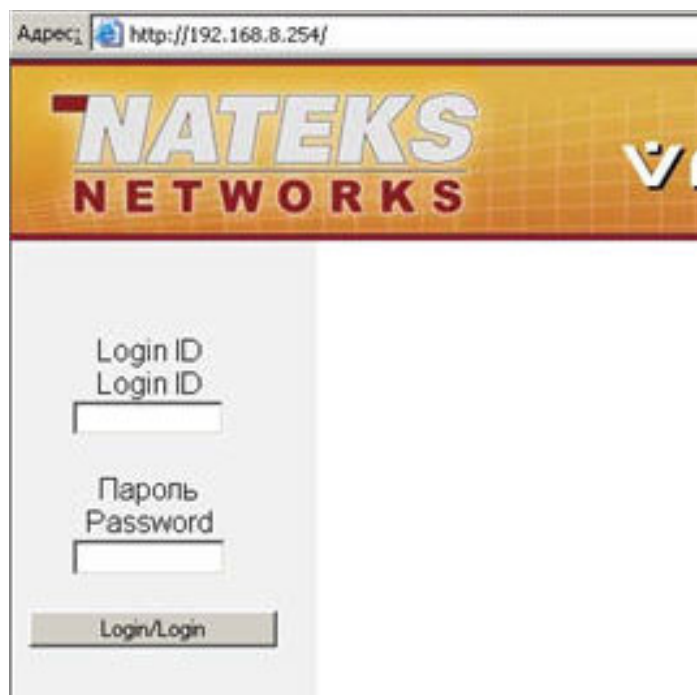 Адрес: http://192.168.8.254/
NATEKS
NETWORKS
Login ID
Login ID
Пароль
Password
Login/Login